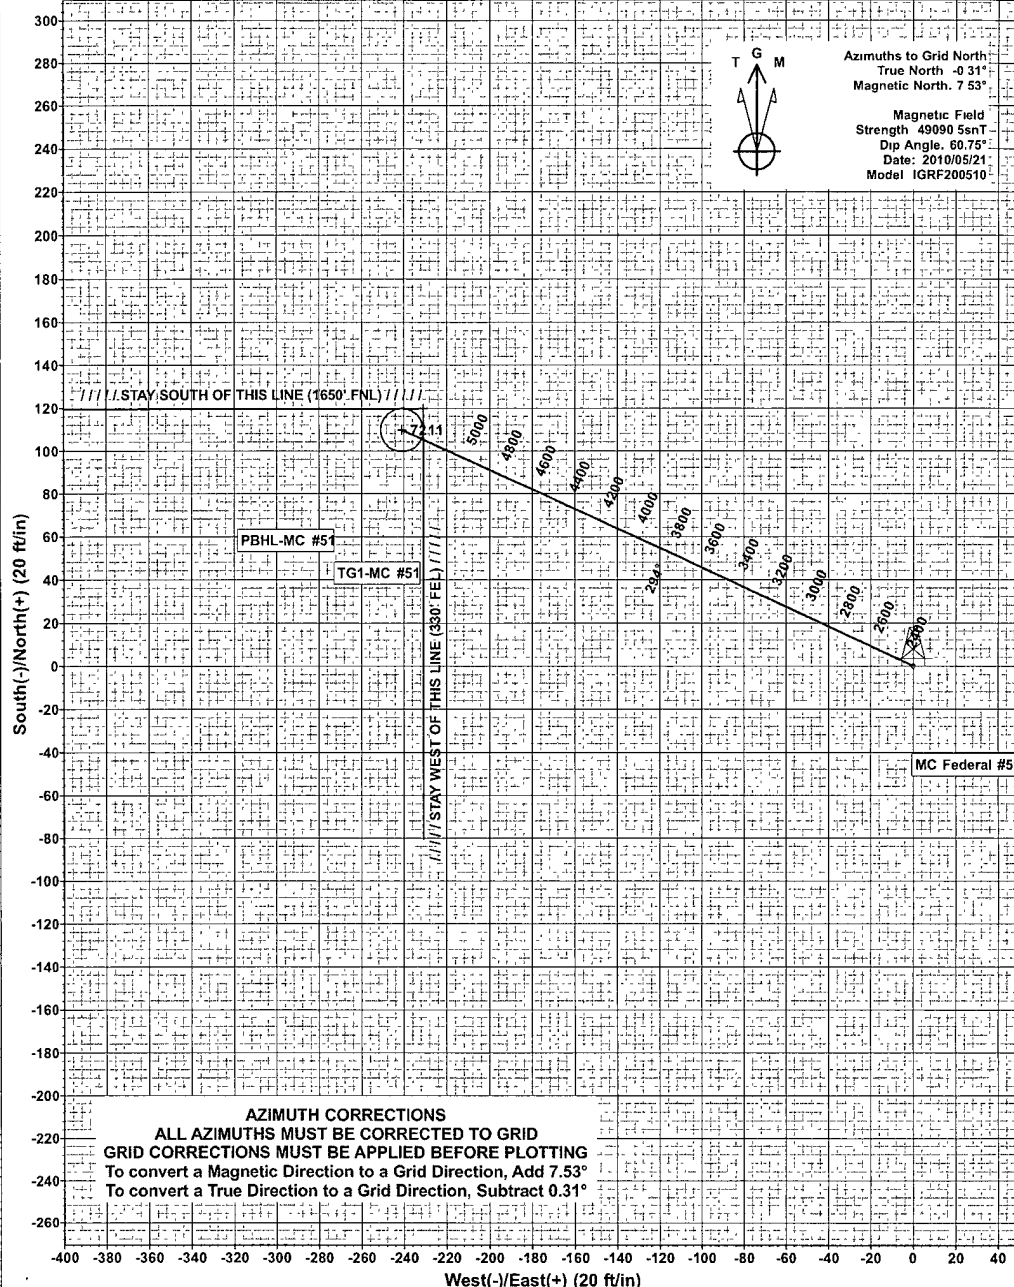 T G M
Azimuths to Grid North
True North -0 31°
Magnetic North. 7 53°
Magnetic Field
Strength 49090 5snT
Dip Angle. 60.75°
Date: 2010/05/21
Model IGRF200510
South(-)/North(+) (20 ft/in)
300
280
260
240
220
200
180
160
140
120
100
80
60
40
20
0
-20
-40
-60
-80
-100
-120
-140
-160
-180
-200
-220
-240
-260
/ / / / / STAY SOUTH OF THIS LINE (1650' FNL) / / / / /
7211
5000
4800
4600
4400
4200
4000
3800
3600
3400
3200
3000
2800
2600
2400
294°
PBHL-MC #51
TG1-MC #51
/ / / / / STAY WEST OF THIS LINE (330' FEL) / / / / /
MC Federal #5
AZIMUTH CORRECTIONS
ALL AZIMUTHS MUST BE CORRECTED TO GRID
GRID CORRECTIONS MUST BE APPLIED BEFORE PLOTTING
To convert a Magnetic Direction to a Grid Direction, Add 7.53°
To convert a True Direction to a Grid Direction, Subtract 0.31°
-400 -380 -360 -340 -320 -300 -280 -260 -240 -220 -200 -180 -160 -140 -120 -100 -80 -60 -40 -20 0 20 40
West(-)/East(+) (20 ft/in)